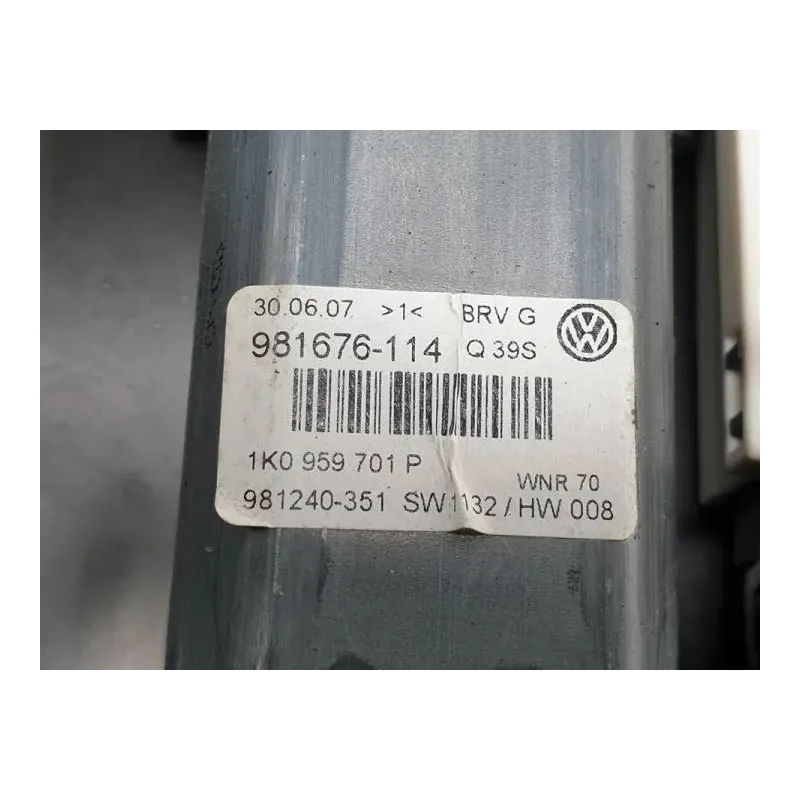 30.06.07 >1< BRV G
981676-114 Q 39S
1K0 959 701 P
WNR 70
981240-351 SW1132 / HW 008